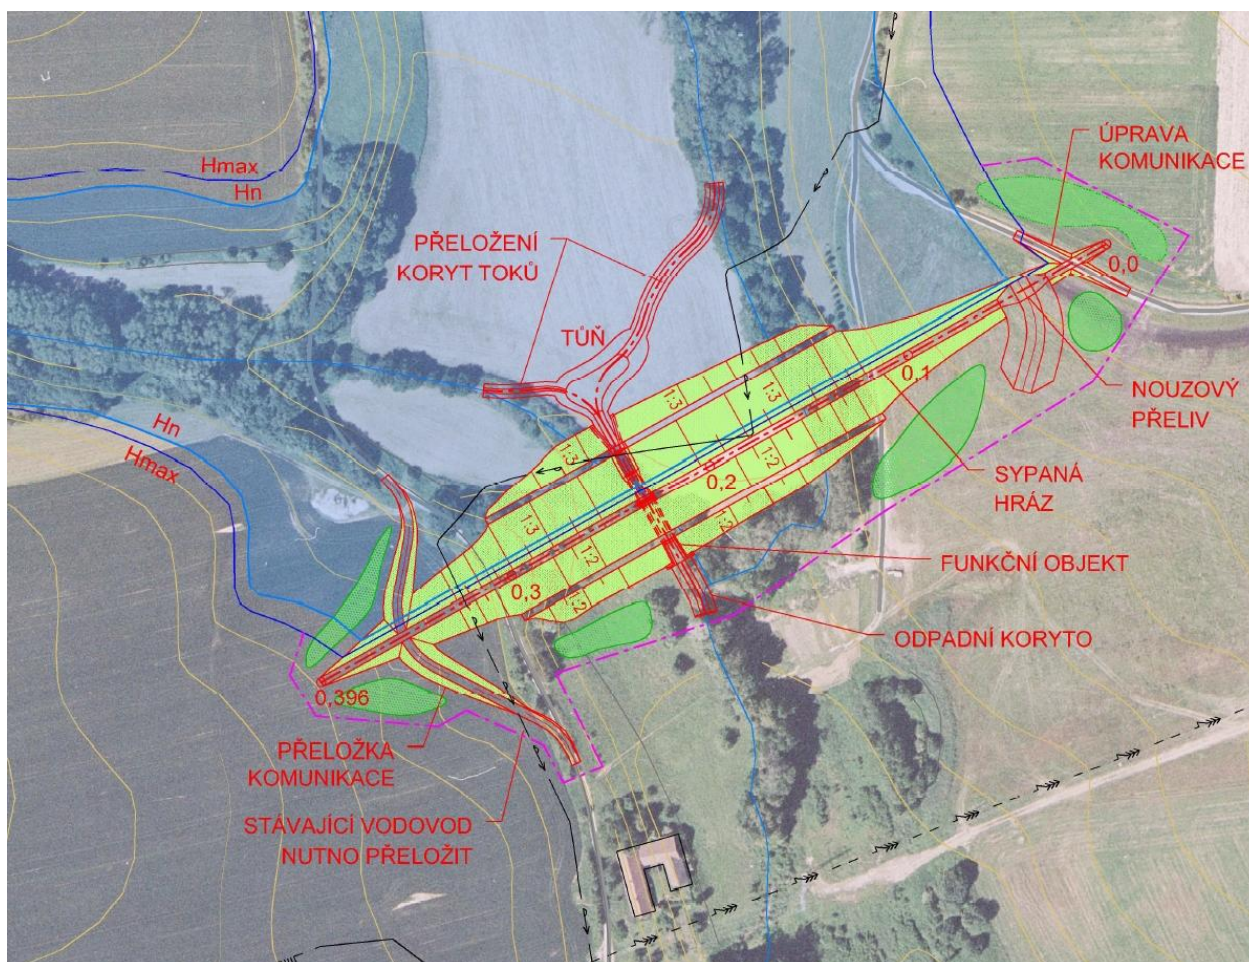 Hmax
Hn
ÚPRAVA
KOMUNIKACE
0,0
PŘELOŽENÍ
KORYT TOKŮ
TŮŇ
NOUZOVÝ
PŘELIV
0,1
1:3
1:3
1:3
1:2
Hn
Hmax
0,2
SYPANÁ
HRÁZ
1:3
1:2
1:2
FUNKČNÍ OBJEKT
0,3
1:2
ODPADNÍ KORYTO
0,396
PŘELOŽKA
KOMUNIKACE
STÁVAJÍCÍ VODOVOD
NUTNO PŘELOŽIT